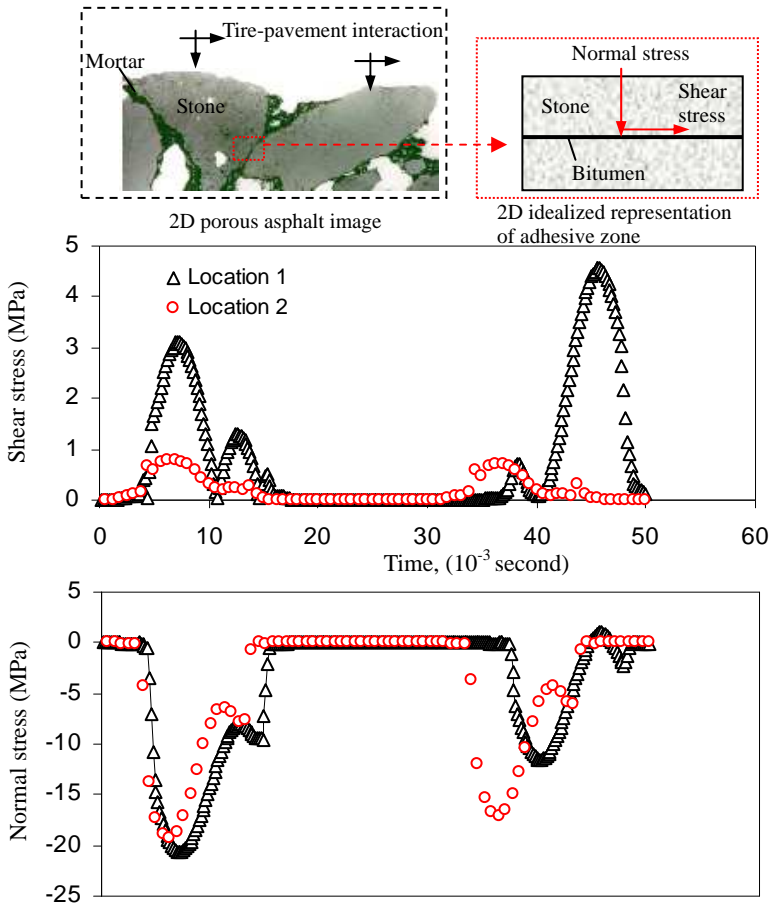 Tire-pavement interaction
Mortar
Stone
2D porous asphalt image
Normal stress
Stone
Shear
stress
Bitumen
2D idealized representation
of adhesive zone
Shear stress (MPa)
5
4
3
2
1
0
Location 1
Location 2
0 10 20 30 40 50 60
Time, (10⁻³ second)
Normal stress (MPa)
5
0
-5
-10
-15
-20
-25